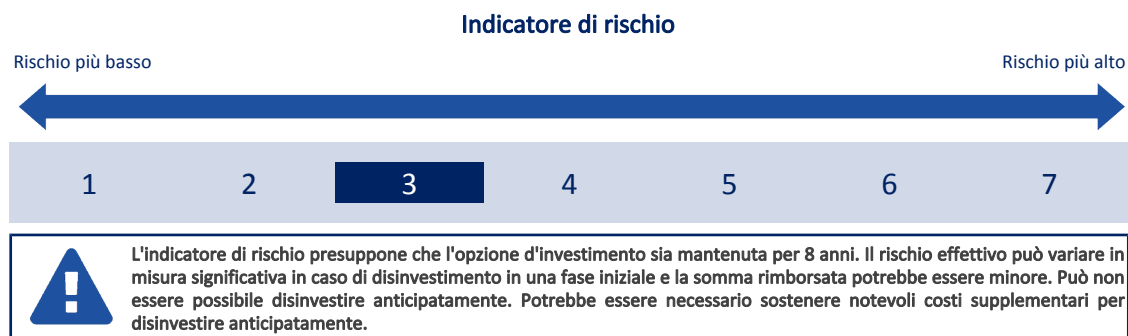 Indicatore di rischio
Rischio più basso
Rischio più alto
1 2 3 4 5 6 7
L'indicatore di rischio presuppone che l'opzione d'investimento sia mantenuta per 8 anni. Il rischio effettivo può variare in
misura significativa in caso di disinvestimento in una fase iniziale e la somma rimborsata potrebbe essere minore. Può non
essere possibile disinvestire anticipatamente. Potrebbe essere necessario sostenere notevoli costi supplementari per
disinvestire anticipatamente.